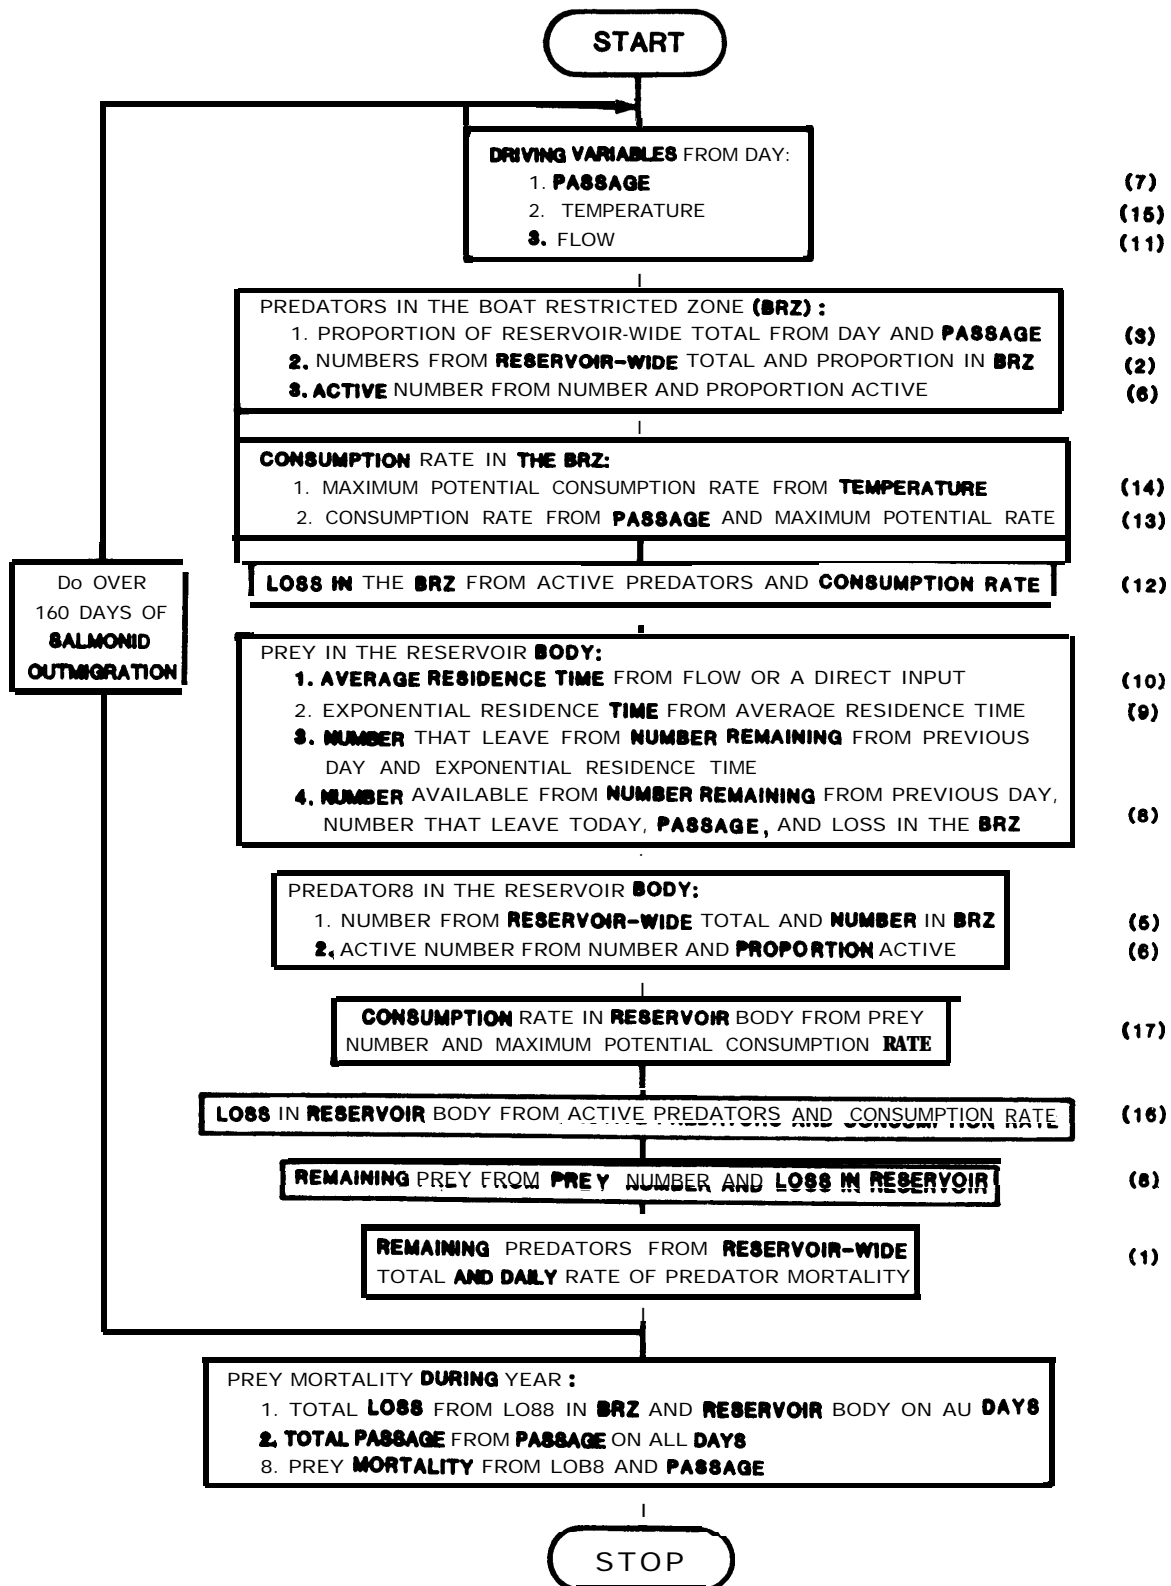 START
DRIVING VARIABLES FROM DAY:
1. PASSAGE (7)
2. TEMPERATURE (15)
3. FLOW (11)
PREDATORS IN THE BOAT RESTRICTED ZONE (BRZ) :
1. PROPORTION OF RESERVOIR-WIDE TOTAL FROM DAY AND PASSAGE (3)
2. NUMBERS FROM RESERVOIR-WIDE TOTAL AND PROPORTION IN BRZ (2)
3. ACTIVE NUMBER FROM NUMBER AND PROPORTION ACTIVE (6)
CONSUMPTION RATE IN THE BRZ:
1. MAXIMUM POTENTIAL CONSUMPTION RATE FROM TEMPERATURE (14)
2. CONSUMPTION RATE FROM PASSAGE AND MAXIMUM POTENTIAL RATE (13)
LOSS IN THE BRZ FROM ACTIVE PREDATORS AND CONSUMPTION RATE (12)
Do OVER
160 DAYS OF
SALMONID
OUTMIGRATION
PREY IN THE RESERVOIR BODY:
1. AVERAGE RESIDENCE TIME FROM FLOW OR A DIRECT INPUT (10)
2. EXPONENTIAL RESIDENCE TIME FROM AVERAQE RESIDENCE TIME (9)
3. NUMBER THAT LEAVE FROM NUMBER REMAINING FROM PREVIOUS
DAY AND EXPONENTIAL RESIDENCE TIME
4. NUMBER AVAILABLE FROM NUMBER REMAINING FROM PREVIOUS DAY,
NUMBER THAT LEAVE TODAY, PASSAGE, AND LOSS IN THE BRZ (8)
PREDATOR8 IN THE RESERVOIR BODY:
1. NUMBER FROM RESERVOIR-WIDE TOTAL AND NUMBER IN BRZ (5)
2. ACTIVE NUMBER FROM NUMBER AND PROPORTION ACTIVE (6)
CONSUMPTION RATE IN RESERVOIR BODY FROM PREY
NUMBER AND MAXIMUM POTENTIAL CONSUMPTION RATE (17)
LOSS IN RESERVOIR BODY FROM ACTIVE PREDATORS AND CONSUMPTION RATE (16)
REMAINING PREY FROM PREY NUMBER AND LOSS IN RESERVOIR (8)
REMAINING PREDATORS FROM RESERVOIR-WIDE
TOTAL AND DAILY RATE OF PREDATOR MORTALITY (1)
PREY MORTALITY DURING YEAR :
1. TOTAL LOSS FROM LO88 IN BRZ AND RESERVOIR BODY ON AU DAYS
2. TOTAL PASSAGE FROM PASSAGE ON ALL DAYS
8. PREY MORTALITY FROM LOB8 AND PASSAGE
STOP